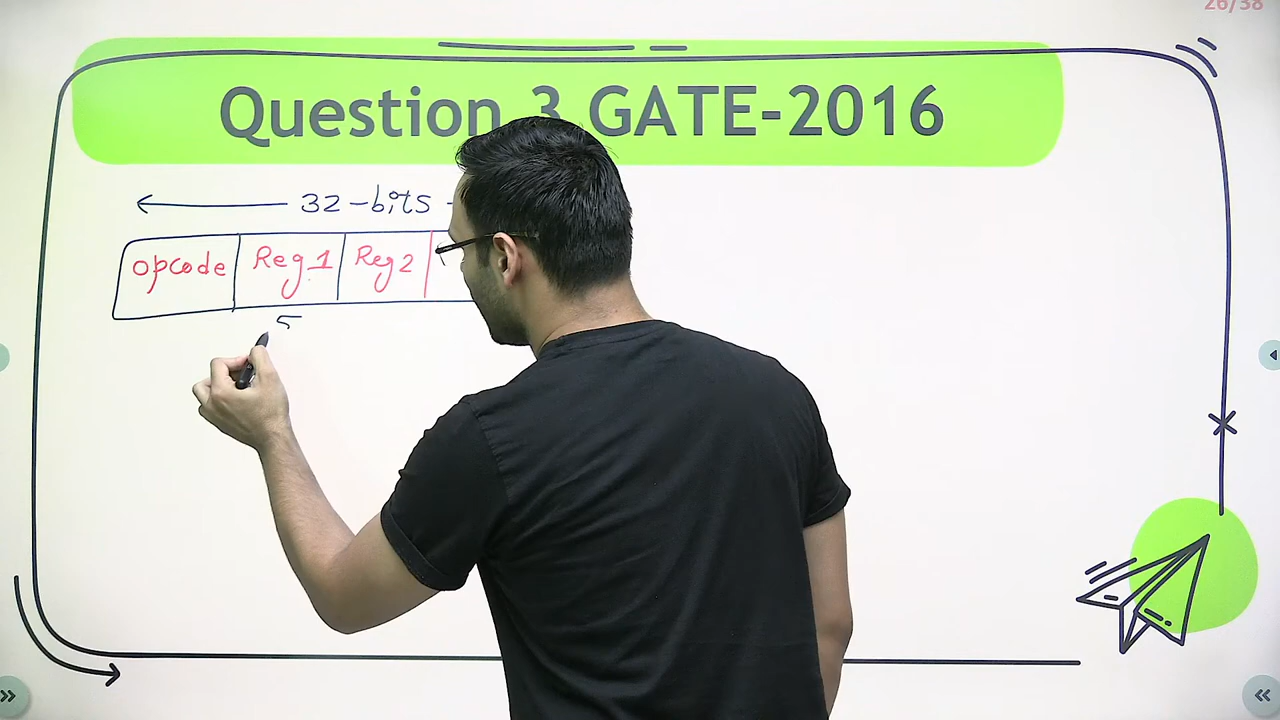 26/38
Question 3 GATE-2016
32-bits
opcode Reg 1 Reg 2
5